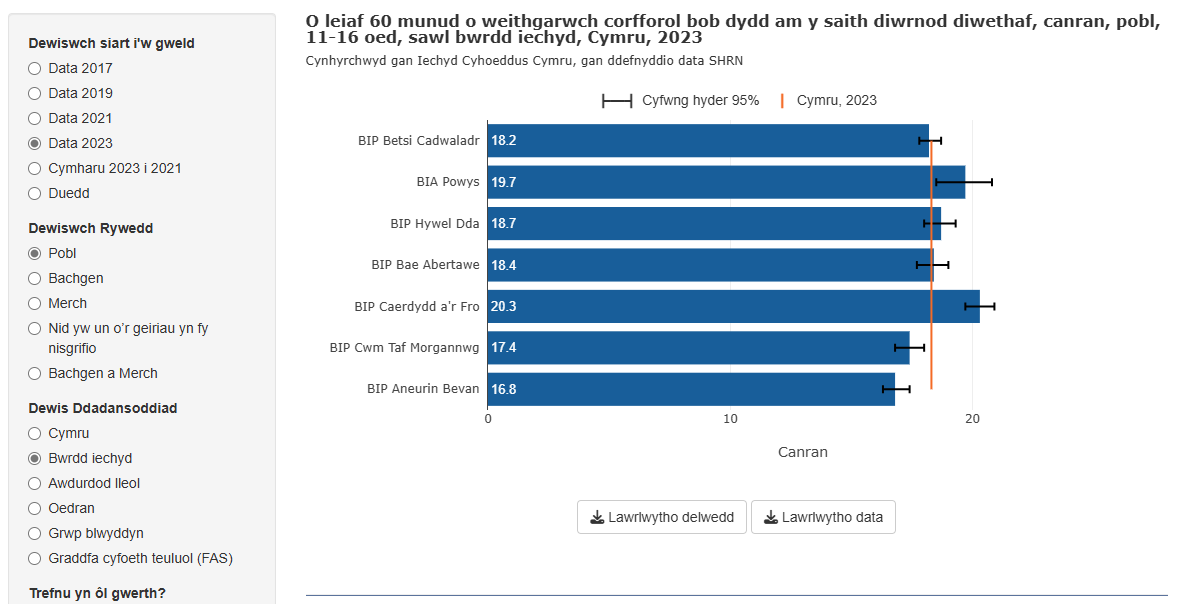 Dewiswch siart i'w gweld
Data 2017
Data 2019
Data 2021
Data 2023
Cymharu 2023 i 2021
Duedd
Dewiswch Rywedd
Pobl
Bachgen
Merch
Nid yw un o’r geiriau yn fy
nisgrifio
Bachgen a Merch
Dewis Ddadansoddiad
Cymru
Bwrdd iechyd
Awdurdod lleol
Oedran
Grwp blwyddyn
Graddfa cyfoeth teuluol (FAS)
Trefnu yn ôl gwerth?
O leiaf 60 munud o weithgarwch corfforol bob dydd am y saith diwrnod diwethaf, canran, pobl,
11-16 oed, sawl bwrdd iechyd, Cymru, 2023
Cynhyrchwyd gan Iechyd Cyhoeddus Cymru, gan ddefnyddio data SHRN
Cyfwng hyder 95% Cymru, 2023
BIP Betsi Cadwaladr 18.2
BIA Powys 19.7
BIP Hywel Dda 18.7
BIP Bae Abertawe 18.4
BIP Caerdydd a'r Fro 20.3
BIP Cwm Taf Morgannwg 17.4
BIP Aneurin Bevan 16.8
0 10 20
Canran
Lawrlwytho delwedd Lawrlwytho data